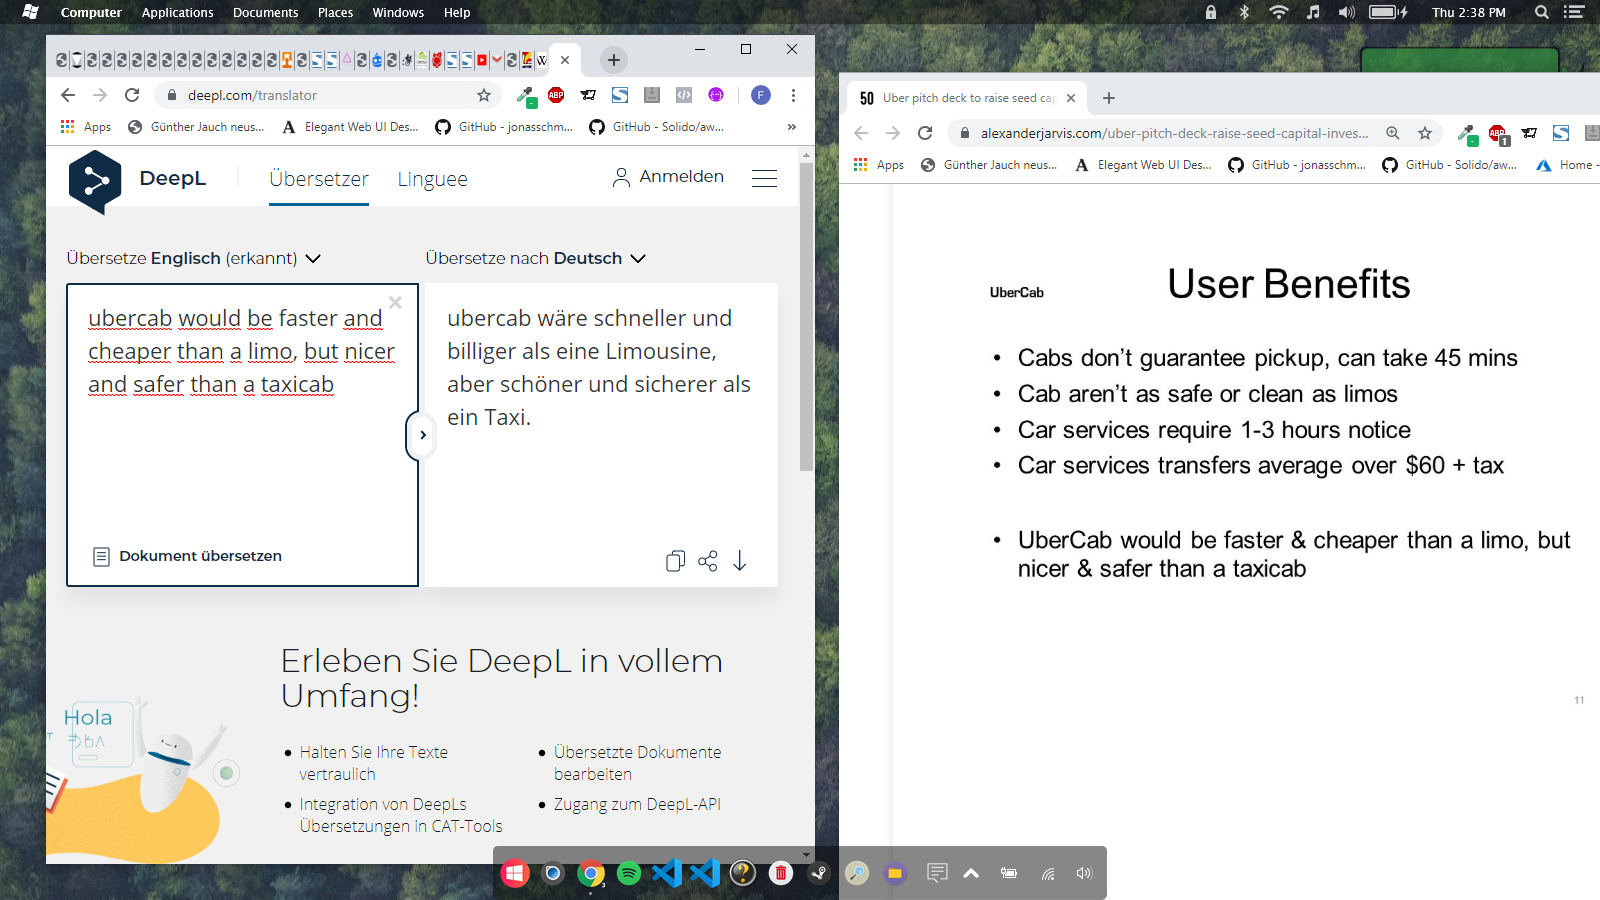 Computer Applications Documents Places Windows Help Thu 2:38 PM
deepl.com/translator
F
Apps Günther Jauch neus... Elegant Web UI Des... GitHub - jonasschm... GitHub - Solido/aw... »
DeepL Übersetzer Linguee Anmelden
Übersetze Englisch (erkannt) Übersetze nach Deutsch
ubercab would be faster and
cheaper than a limo, but nicer
and safer than a taxicab
ubercab wäre schneller und
billiger als eine Limousine,
aber schöner und sicherer als
ein Taxi.
Dokument übersetzen
Erleben Sie DeepL in vollem
Umfang!
Hola
Halten Sie Ihre Texte
vertraulich
Integration von DeepLs
Übersetzungen in CAT-Tools
Übersetzte Dokumente
bearbeiten
Zugang zum DeepL-API
50 Uber pitch deck to raise seed cap
alexanderjarvis.com/uber-pitch-deck-raise-seed-capital-inves...
ABP 1
Apps Günther Jauch neus... Elegant Web UI Des... GitHub - jonasschm... GitHub - Solido/aw... Home -
UberCab
User Benefits
• Cabs don't guarantee pickup, can take 45 mins
• Cab aren't as safe or clean as limos
• Car services require 1-3 hours notice
• Car services transfers average over $60 + tax
• UberCab would be faster & cheaper than a limo, but
nicer & safer than a taxicab
11